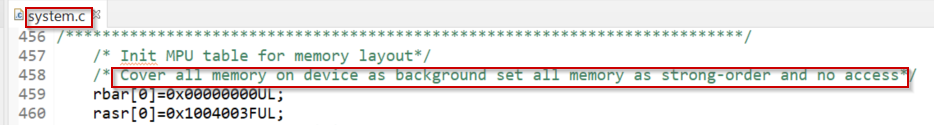 system.c
456 /**************************************************************************/
457 /* Init MPU table for memory layout*/
458 /* Cover all memory on device as background set all memory as strong-order and no access*/
459 rbar[0]=0x00000000UL;
460 rasr[0]=0x1004003FUL;